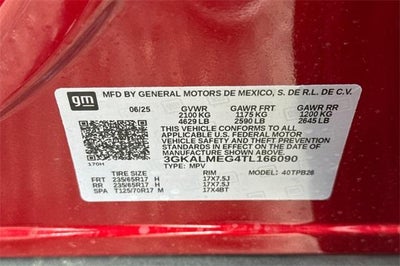 gm
MFD BY GENERAL MOTORS DE MEXICO, S. DE R.L. DE C.V.
06/25 GVWR GAWR FRT GAWR RR
2100 KG 1175 KG 1200 KG
4629 LB 2590 LB 2645 LB
THIS VEHICLE CONFORMS TO ALL APPLICABLE
U.S. FEDERAL MOTOR
VEHICLE SAFETY AND THEFT PREVENTION
STANDARDS IN EFFECT ON THE DATE OF
MANUFACTURE SHOWN ABOVE.
3GKALMEG4TL166090
170H TYPE: MPV
TIRE SIZE RIM MODEL: 40TPB26
FRT 235/65R17 H 17X7.5J
RR 235/65R17 H 17X7.5J
SPA T125/70R17 M 17X4BT